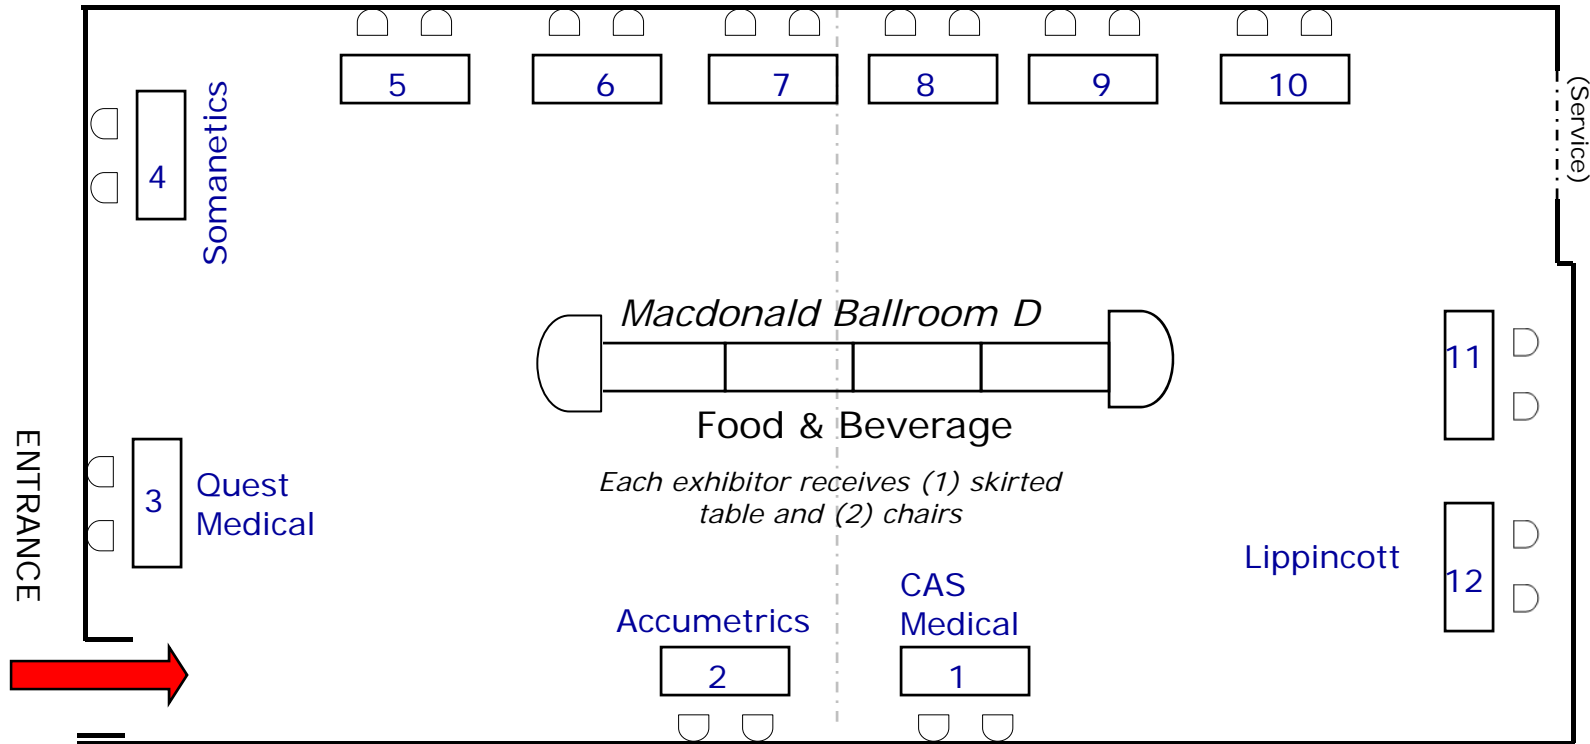 5
6
7
8
9
10
(Service)
4
Somanetics
Macdonald Ballroom D
11
Food & Beverage
Each exhibitor receives (1) skirted
table and (2) chairs
ENTRANCE
3
Quest
Medical
Lippincott
12
Accumetrics
2
CAS
Medical
1